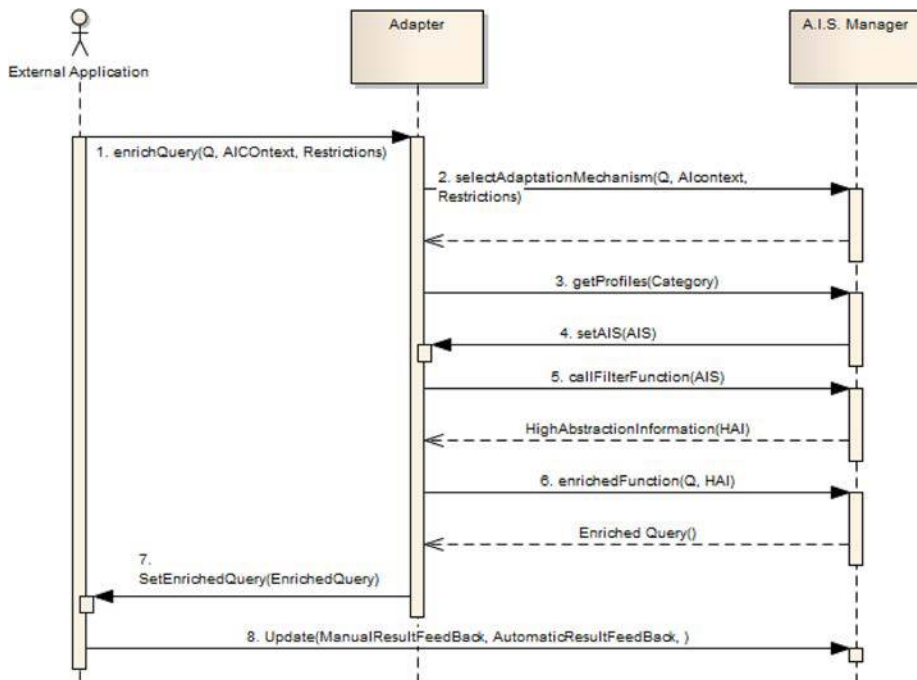 Adapter
A.I.S. Manager
External Application
1. enrichQuery(Q, AICOntext, Restrictions)
2. selectAdaptationMechanism(Q, AIcontext,
Restrictions)
3. getProfiles(Category)
4. setAIS(AIS)
5. callFilterFunction(AIS)
HighAbstractionInformation(HAI)
6. enrichedFunction(Q, HAI)
Enriched Query()
7.
SetEnrichedQuery(EnrichedQuery)
8. Update(ManualResultFeedBack, AutomaticResultFeedBack, )